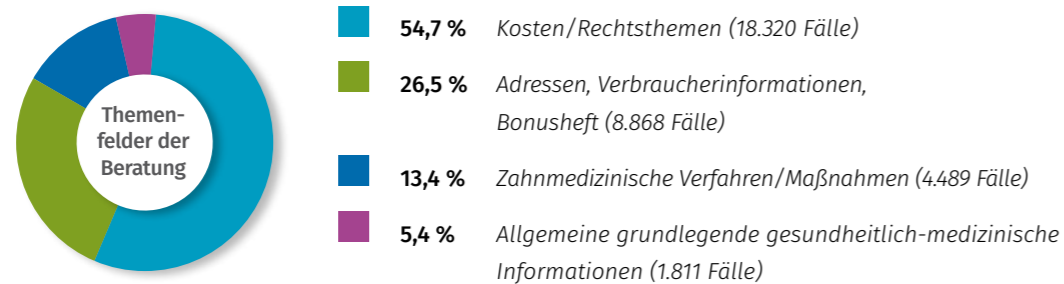 Themen-
felder der
Beratung
54,7 % Kosten/Rechtsthemen (18.320 Fälle)
26,5 % Adressen, Verbraucherinformationen,
Bonusheft (8.868 Fälle)
13,4 % Zahnmedizinische Verfahren/Maßnahmen (4.489 Fälle)
5,4 % Allgemeine grundlegende gesundheitlich-medizinische
Informationen (1.811 Fälle)